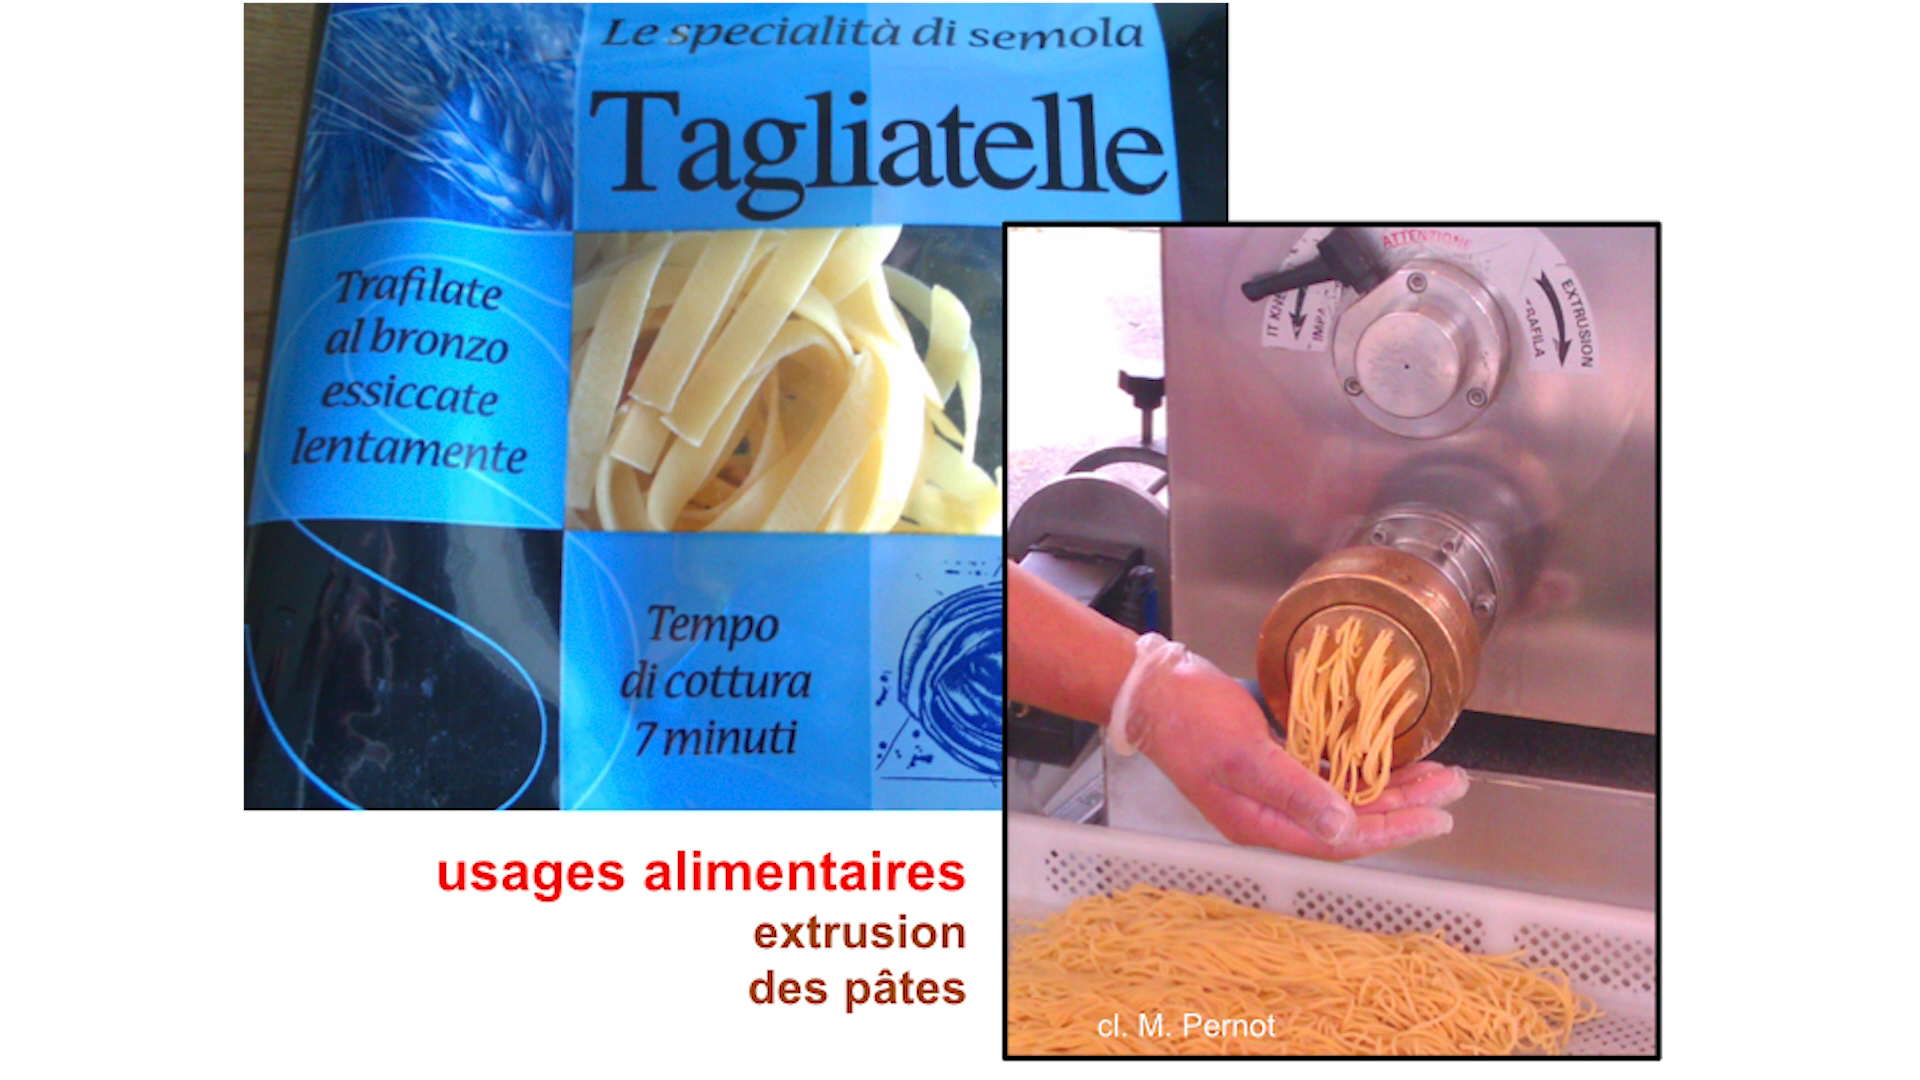 Le specialità di semola
Tagliatelle
Trafilate
al bronzo
essiccate
lentamente
Tempo
di cottura
7 minuti
ATTENZIONE
EXTRUSION
usages alimentaires
extrusion
des pâtes
cl. M. Pernot